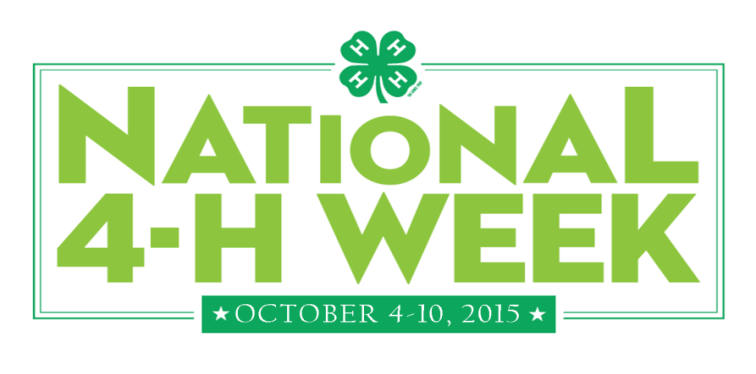 H H
H H
NATIONAL
4-H WEEK
★ OCTOBER 4-10, 2015 ★